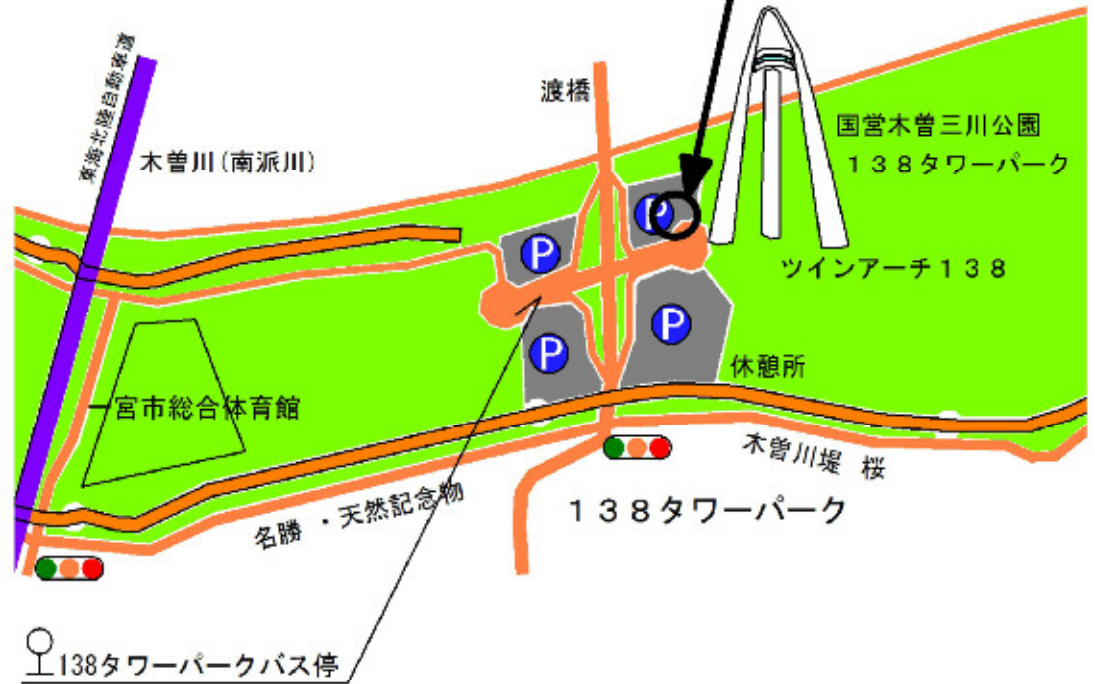 東海北陸自動車道
木曽川(南派川)
渡橋
国営木曽三川公園
138タワーパーク
ツインアーチ138
P
P
P
P
休憩所
一宮市総合体育館
木曽川堤 桜
名勝・天然記念物
138タワーパーク
138タワーパークバス停